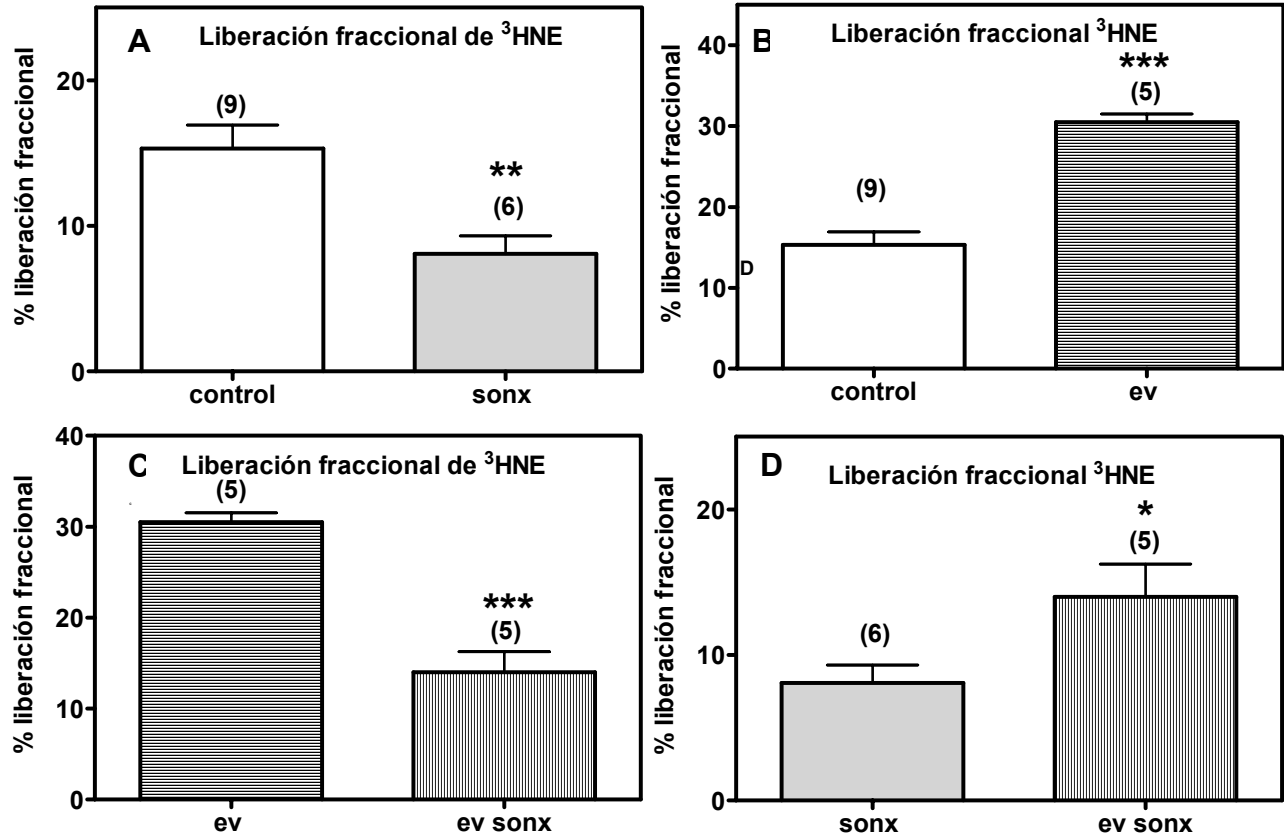 A Liberación fraccional de ³HNE
% liberación fraccional
20
10
0
(9)
**
(6)
control sonx
B Liberación fraccional ³HNE
% liberación fraccional
40
30
20
10
0
D
(9)
***
(5)
control ev
C Liberación fraccional de ³HNE
% liberación fraccional
40
30
20
10
0
(5)
***
(5)
ev ev sonx
D Liberación fraccional ³HNE
% liberación fraccional
20
10
0
(6)
*
(5)
sonx ev sonx